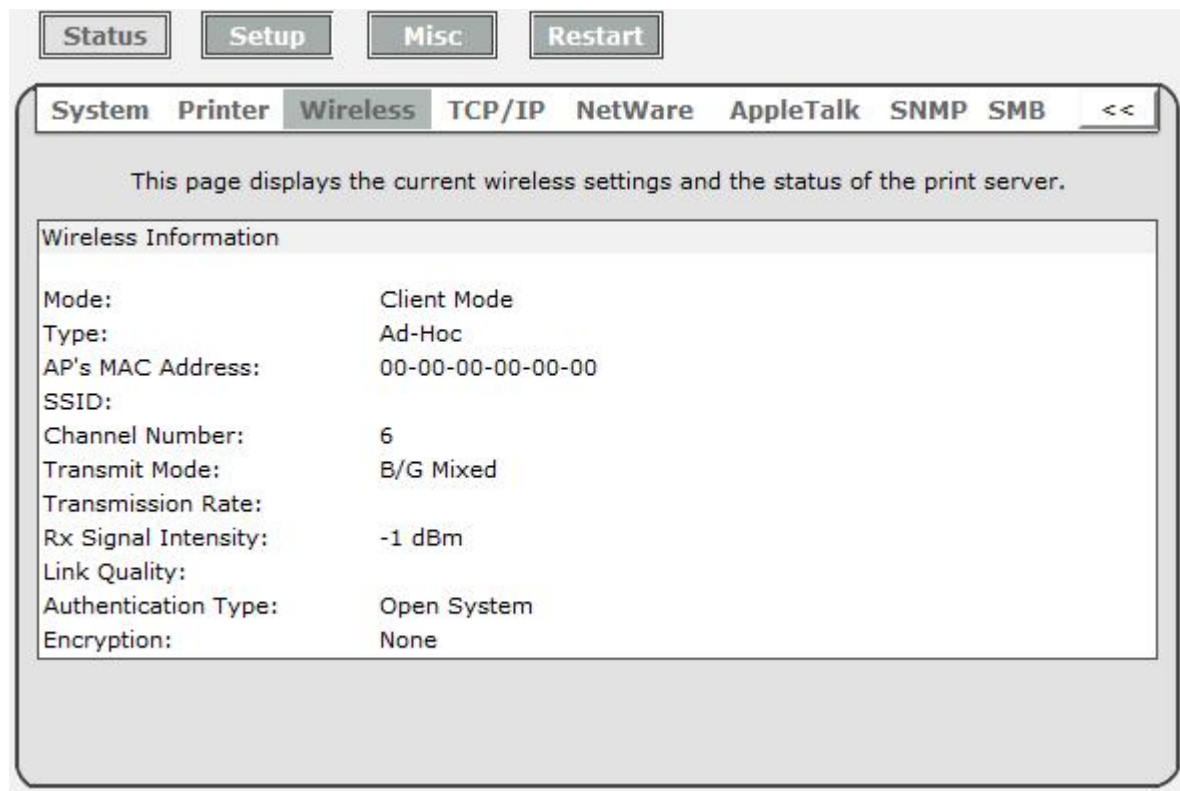 Status Setup Misc Restart
System Printer Wireless TCP/IP NetWare AppleTalk SNMP SMB <<
This page displays the current wireless settings and the status of the print server.
Wireless Information
Mode: Client Mode
Type: Ad-Hoc
AP's MAC Address: 00-00-00-00-00-00
SSID:
Channel Number: 6
Transmit Mode: B/G Mixed
Transmission Rate:
Rx Signal Intensity: -1 dBm
Link Quality:
Authentication Type: Open System
Encryption: None